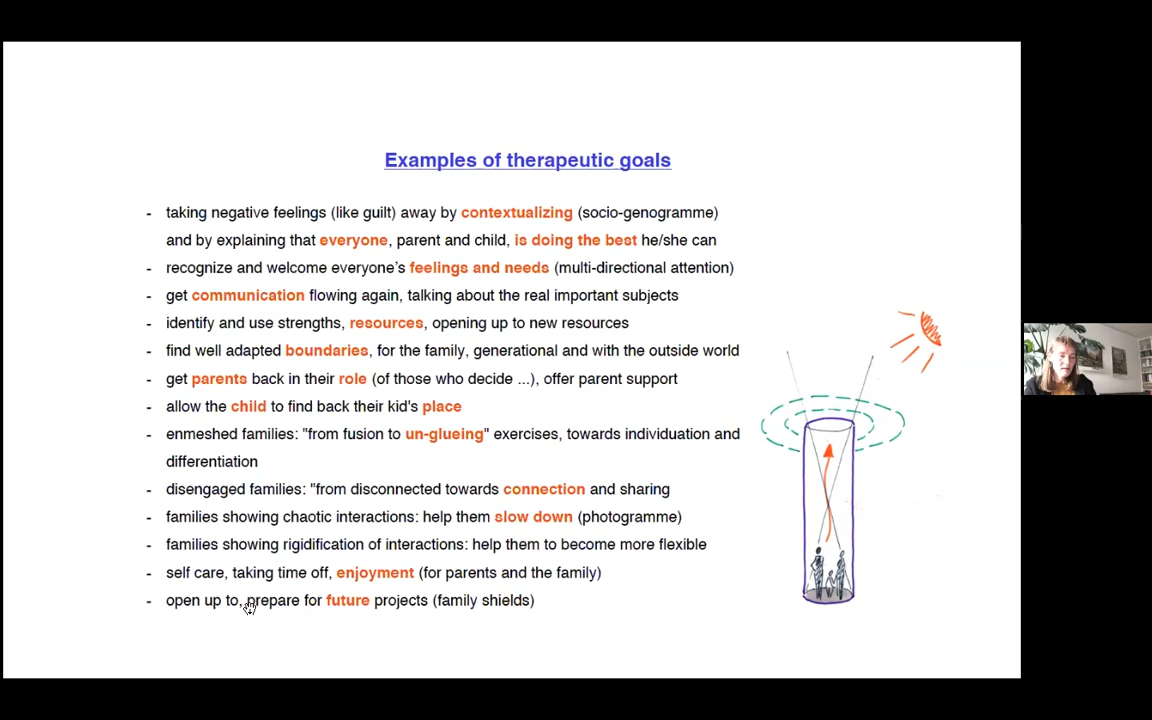 Examples of therapeutic goals
- taking negative feelings (like guilt) away by contextualizing (socio-genogramme)
and by explaining that everyone, parent and child, is doing the best he/she can
- recognize and welcome everyone's feelings and needs (multi-directional attention)
- get communication flowing again, talking about the real important subjects
- identify and use strengths, resources, opening up to new resources
- find well adapted boundaries, for the family, generational and with the outside world
- get parents back in their role (of those who decide ...), offer parent support
- allow the child to find back their kid's place
- enmeshed families: "from fusion to un-glueing" exercises, towards individuation and
differentiation
- disengaged families: "from disconnected towards connection and sharing
- families showing chaotic interactions: help them slow down (photogramme)
- families showing rigidification of interactions: help them to become more flexible
- self care, taking time off, enjoyment (for parents and the family)
- open up to, prepare for future projects (family shields)